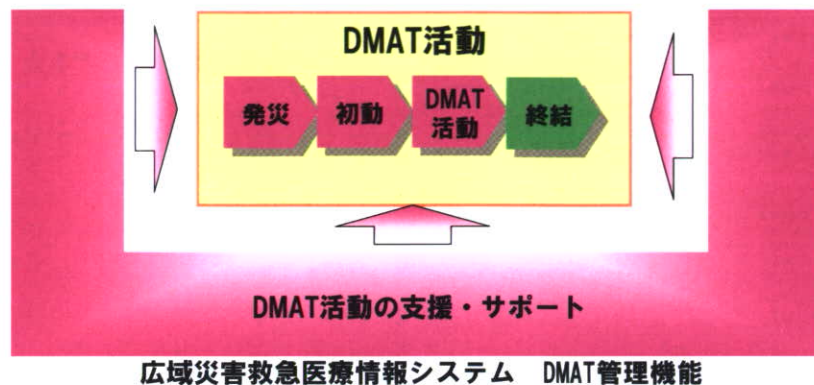 DMAT活動
発災
初動
DMAT
活動
終結
DMAT活動の支援・サポート
広域災害救急医療情報システム DMAT管理機能